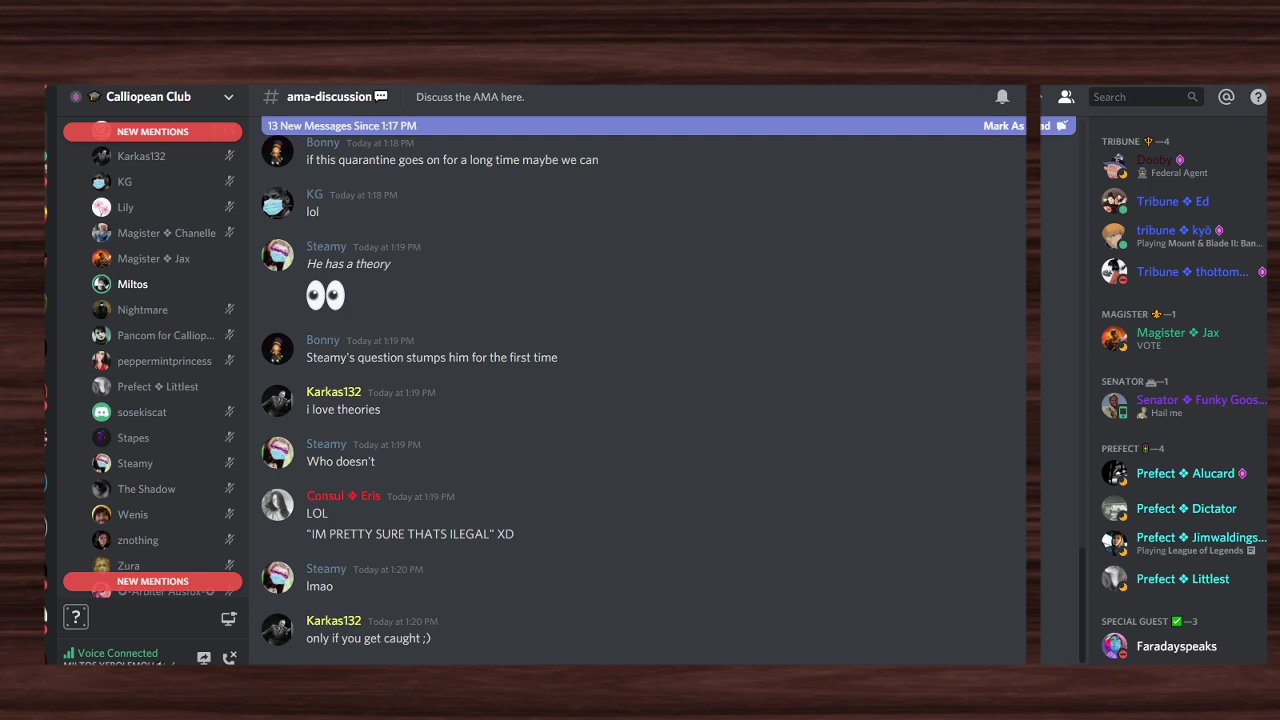 Calliopean Club
NEW MENTIONS
Karkas132
KG
Lily
Magister ❖ Chanelle
Magister ❖ Jax
Miltos
Nightmare
Pancom for Calliop...
peppermintprincess
Prefect ❖ Littlest
sosekiscat
Stapes
Steamy
The Shadow
Wenis
znothing
Zura
NEW MENTIONS
Voice Connected
# ama-discussion💬
Discuss the AMA here.
13 New Messages Since 1:17 PM
Mark As
Bonny Today at 1:18 PM
if this quarantine goes on for a long time maybe we can
KG Today at 1:18 PM
lol
Steamy Today at 1:19 PM
He has a theory
👀
Bonny Today at 1:19 PM
Steamy's question stumps him for the first time
Karkas132 Today at 1:19 PM
i love theories
Steamy Today at 1:19 PM
Who doesn't
Consul ❖ Eris Today at 1:19 PM
LOL
"IM PRETTY SURE THATS ILEGAL" XD
Steamy Today at 1:20 PM
lmao
Karkas132 Today at 1:20 PM
only if you get caught ;)
Search
ad
TRIBUNE —4
Dooby
Federal Agent
Tribune ❖ Ed
tribune ❖ kyō
Playing Mount & Blade II: Ban...
Tribune ❖ thottom...
MAGISTER —1
Magister ❖ Jax
VOTE
SENATOR —1
Senator ❖ Funky Goos...
Hail me
PREFECT —4
Prefect ❖ Alucard
Prefect ❖ Dictator
Prefect ❖ Jimwaldings...
Playing League of Legends
Prefect ❖ Littlest
SPECIAL GUEST ✅—3
Faradayspeaks